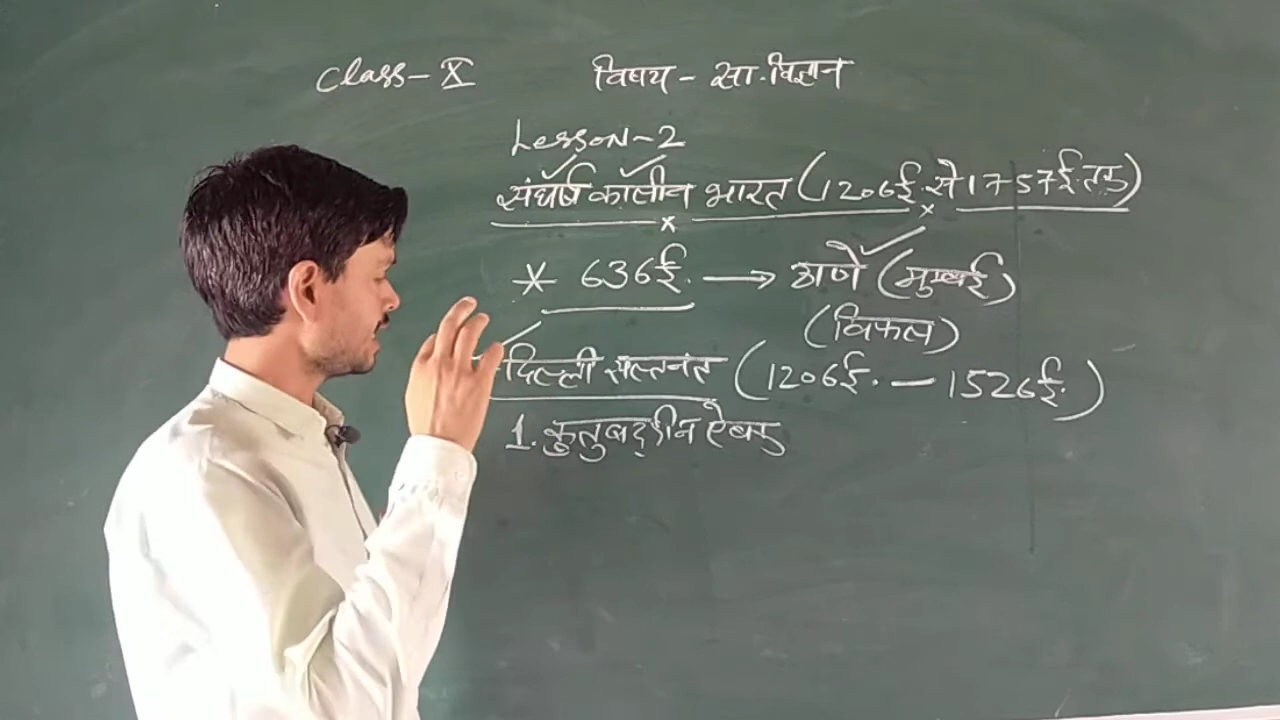 Class-X विषय - सा.विज्ञान
Lesson-2
संघर्ष कालीन भारत (1206ई. से 1757ई. तक)
* 636ई. → ठाणे (मुम्बई)
(विफल)
दिल्ली सल्तनत (1206ई. - 1526ई.)
1. कुतुबद्दीन ऐबक